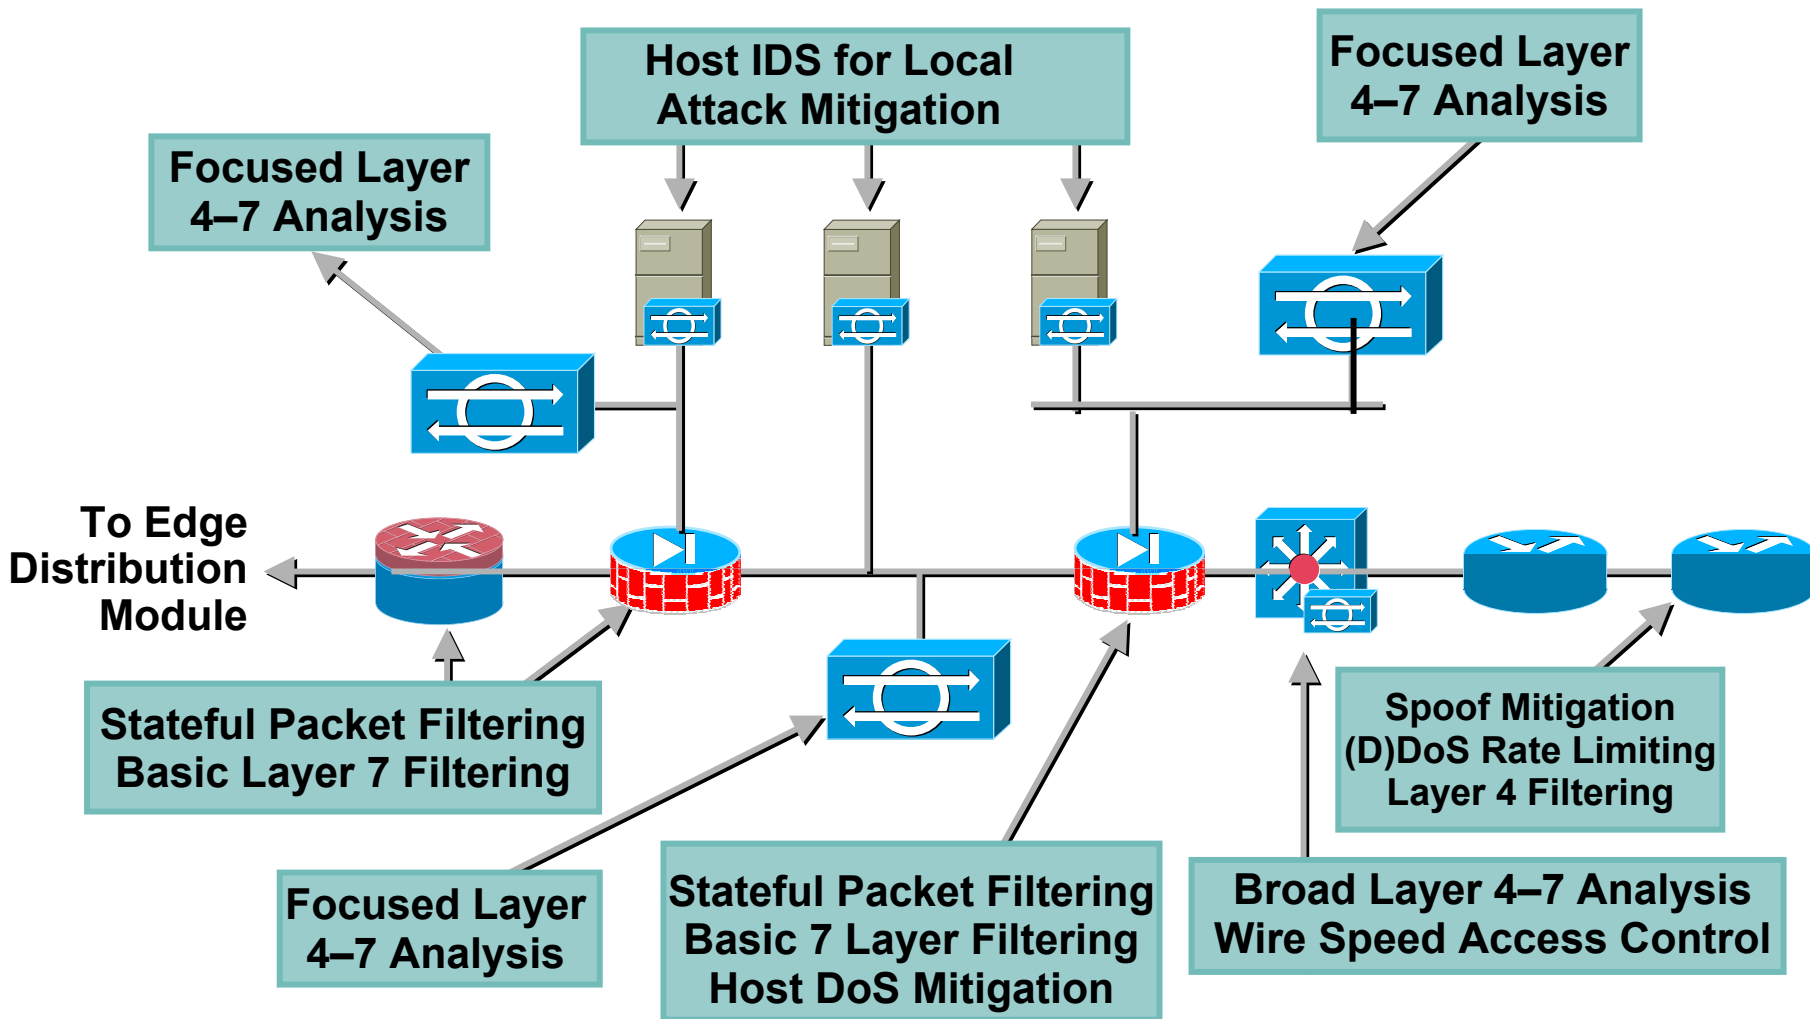 Host IDS for Local
Attack Mitigation
Focused Layer
4–7 Analysis
Focused Layer
4–7 Analysis
To Edge
Distribution
Module
Stateful Packet Filtering
Basic Layer 7 Filtering
Spoof Mitigation
(D)DoS Rate Limiting
Layer 4 Filtering
Focused Layer
4–7 Analysis
Stateful Packet Filtering
Basic 7 Layer Filtering
Host DoS Mitigation
Broad Layer 4–7 Analysis
Wire Speed Access Control